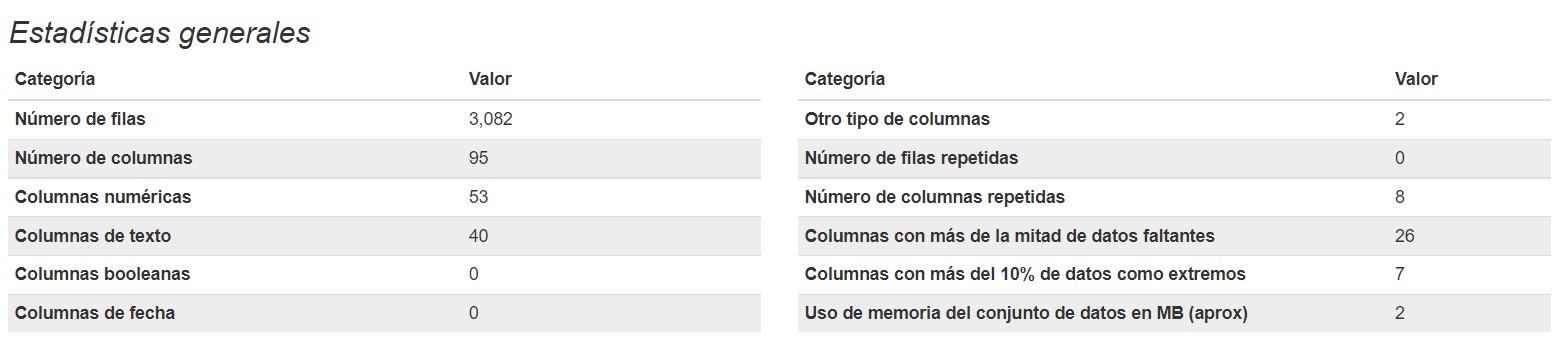 Estadísticas generales
Categoría Valor
Número de filas 3,082
Número de columnas 95
Columnas numéricas 53
Columnas de texto 40
Columnas booleanas 0
Columnas de fecha 0
Categoría Valor
Otro tipo de columnas 2
Número de filas repetidas 0
Número de columnas repetidas 8
Columnas con más de la mitad de datos faltantes 26
Columnas con más del 10% de datos como extremos 7
Uso de memoria del conjunto de datos en MB (aprox) 2